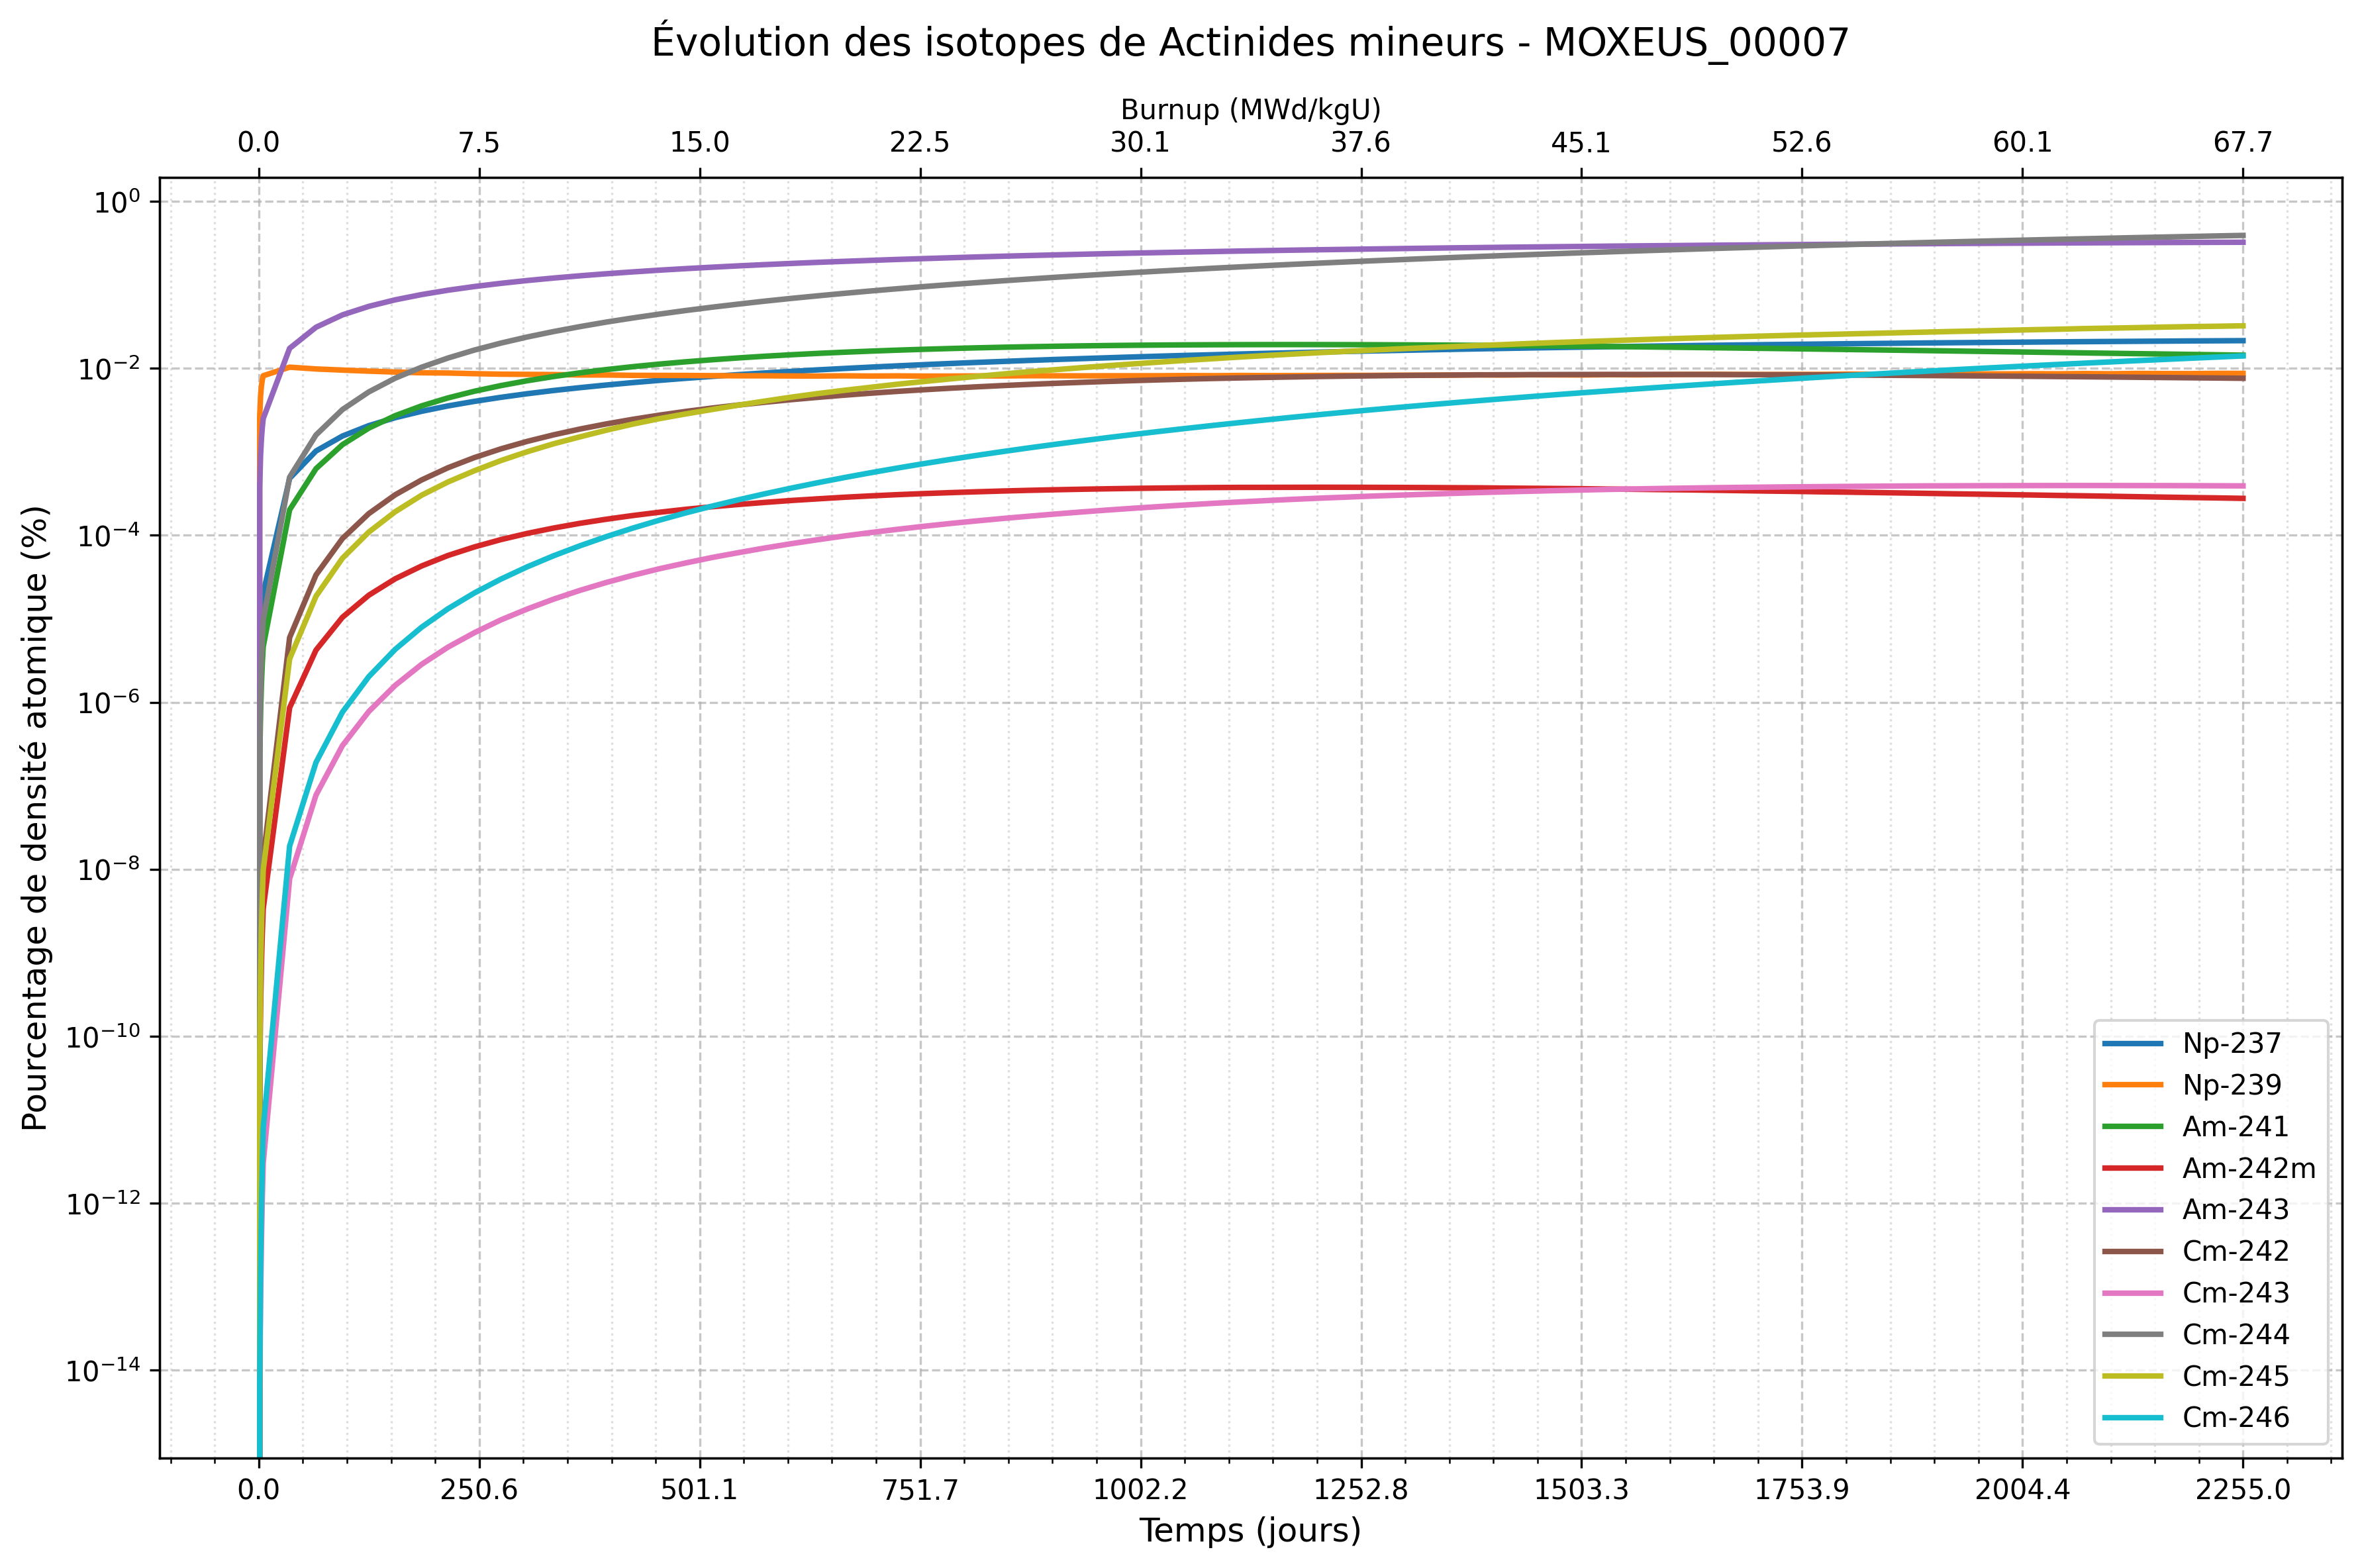 Évolution des isotopes de Actinides mineurs - MOXEUS_00007
Burnup (MWd/kgU)
0.0 7.5 15.0 22.5 30.1 37.6 45.1 52.6 60.1 67.7
Pourcentage de densité atomique (%)
10⁰
10⁻²
10⁻⁴
10⁻⁶
10⁻⁸
10⁻¹⁰
10⁻¹²
10⁻¹⁴
Np-237
Np-239
Am-241
Am-242m
Am-243
Cm-242
Cm-243
Cm-244
Cm-245
Cm-246
0.0 250.6 501.1 751.7 1002.2 1252.8 1503.3 1753.9 2004.4 2255.0
Temps (jours)